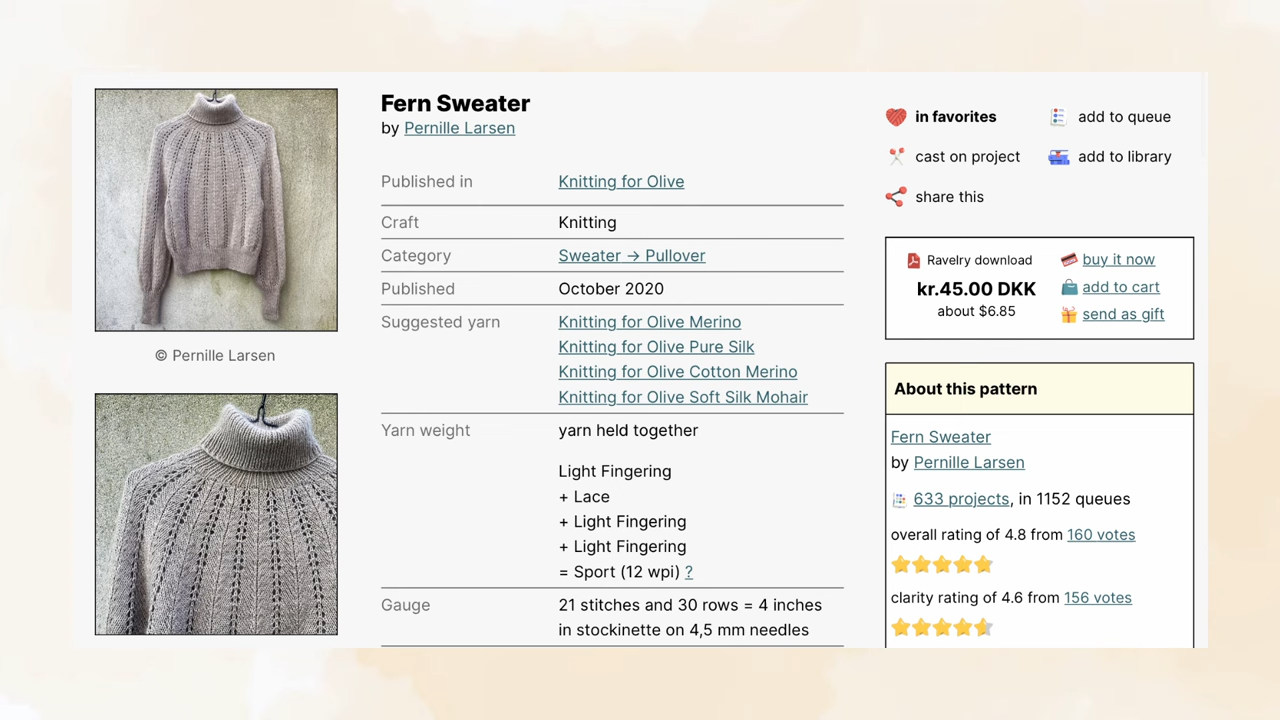 © Pernille Larsen
Fern Sweater
by Pernille Larsen
Published in Knitting for Olive
Craft Knitting
Category Sweater → Pullover
Published October 2020
Suggested yarn Knitting for Olive Merino
Knitting for Olive Pure Silk
Knitting for Olive Cotton Merino
Knitting for Olive Soft Silk Mohair
Yarn weight yarn held together
Light Fingering
+ Lace
+ Light Fingering
+ Light Fingering
= Sport (12 wpi) ?
Gauge 21 stitches and 30 rows = 4 inches
in stockinette on 4,5 mm needles
in favorites add to queue
cast on project add to library
share this
Ravelry download buy it now
kr.45.00 DKK add to cart
about $6.85 send as gift
About this pattern
Fern Sweater
by Pernille Larsen
633 projects, in 1152 queues
overall rating of 4.8 from 160 votes
clarity rating of 4.6 from 156 votes